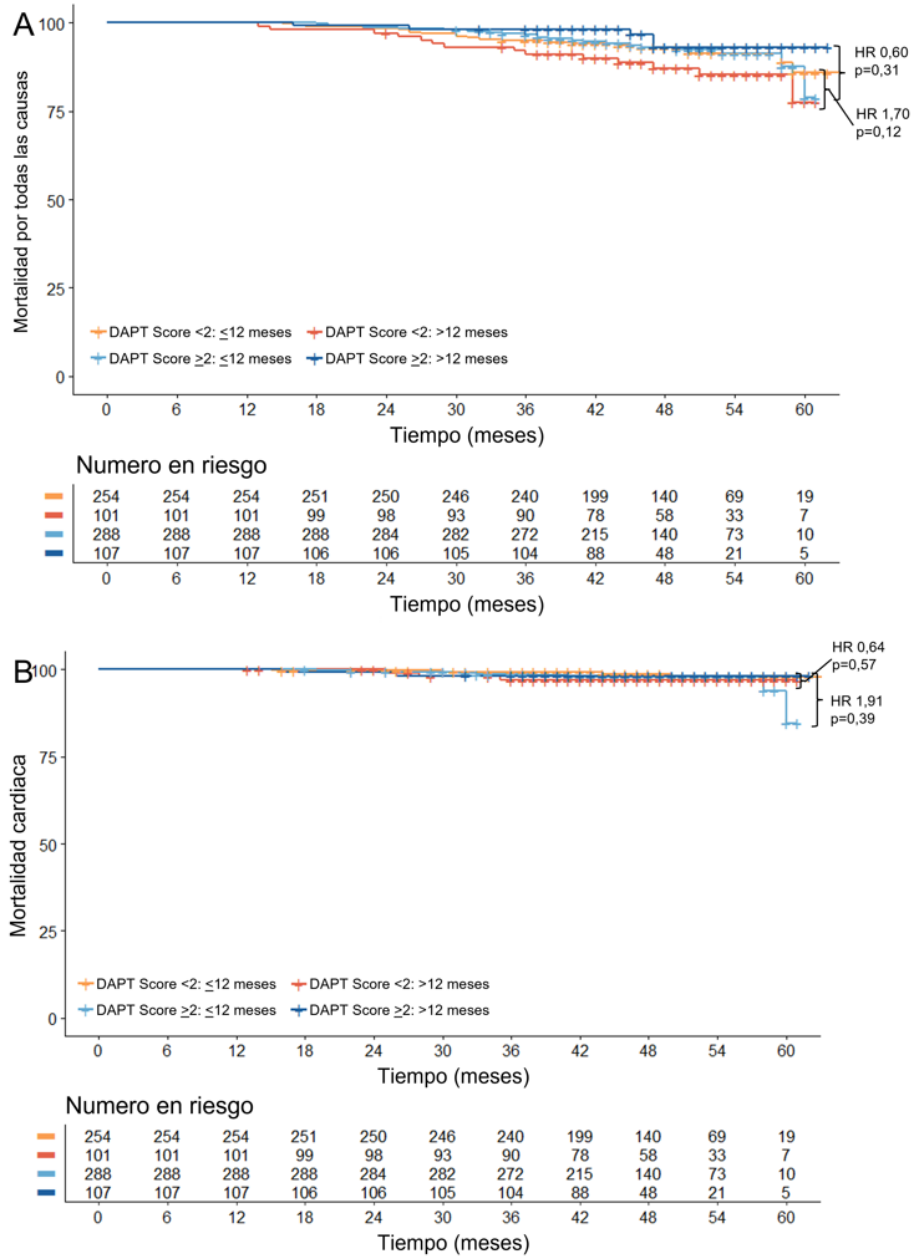 A
Mortalidad por todas las causas
100
75
50
25
0
HR 0,60
p=0,31
HR 1,70
p=0,12
DAPT Score <2: ≤12 meses DAPT Score <2: >12 meses
DAPT Score ≥2: ≤12 meses DAPT Score ≥2: >12 meses
0 6 12 18 24 30 36 42 48 54 60
Tiempo (meses)
Numero en riesgo
254 254 254 251 250 246 240 199 140 69 19
101 101 101 99 98 93 90 78 58 33 7
288 288 288 288 284 282 272 215 140 73 10
107 107 107 106 106 105 104 88 48 21 5
0 6 12 18 24 30 36 42 48 54 60
Tiempo (meses)
B
Mortalidad cardiaca
100
75
50
25
0
HR 0,64
p=0,57
HR 1,91
p=0,39
DAPT Score <2: ≤12 meses DAPT Score <2: >12 meses
DAPT Score ≥2: ≤12 meses DAPT Score ≥2: >12 meses
0 6 12 18 24 30 36 42 48 54 60
Tiempo (meses)
Numero en riesgo
254 254 254 251 250 246 240 199 140 69 19
101 101 101 99 98 93 90 78 58 33 7
288 288 288 288 284 282 272 215 140 73 10
107 107 107 106 106 105 104 88 48 21 5
0 6 12 18 24 30 36 42 48 54 60
Tiempo (meses)